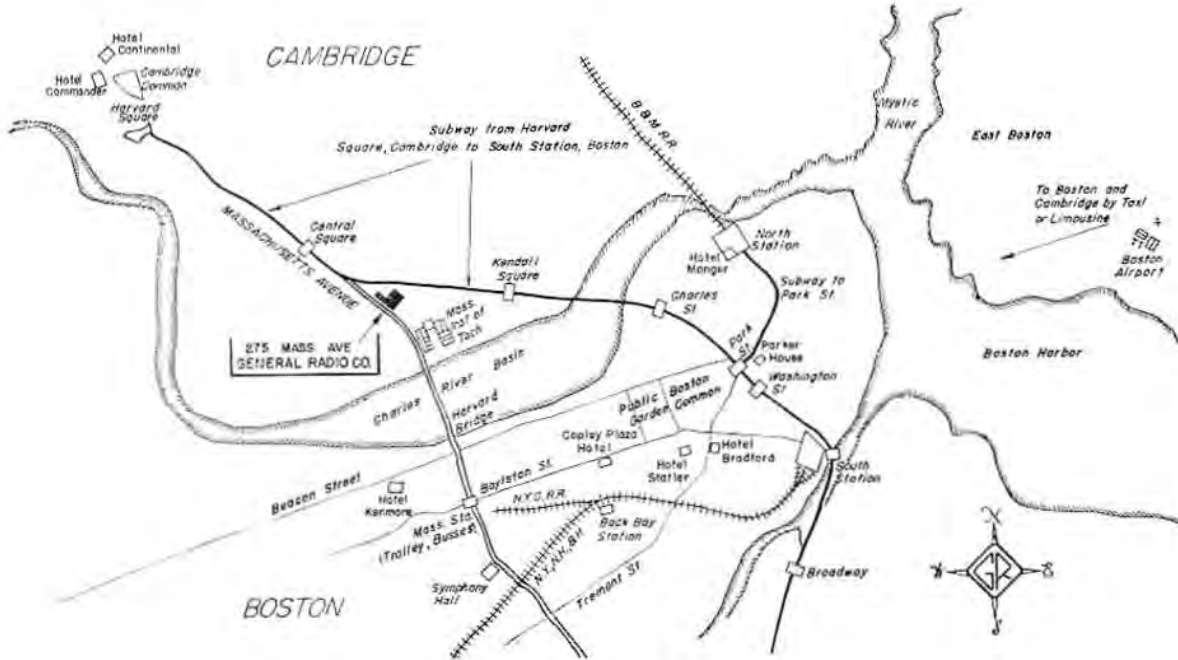 CAMBRIDGE
Hotel
Continental
Hotel
Commander
Cambridge
Common
Harvard
Square
Subway from Harvard
Square, Cambridge to South Station, Boston
B.&M.R.R.
Mystic
River
East Boston
To Boston and
Cambridge by Taxi
or Limousine
Boston
Airport
MASSACHUSETTS AVENUE
Central
Square
Kendall
Square
North
Station
Hotel
Manger
Subway to
Park St.
Charles
St
275 MASS. AVE
GENERAL RADIO CO.
Mass.
Inst of
Tech
Park
St
Parker
House
Washington
St
Boston Harbor
Charles River Basin
Harvard
Bridge
Public
Garden
Boston
Common
Copley Plaza
Hotel
Hotel
Statler
Hotel
Bradford
South
Station
Beacon Street
Boylston St.
Hotel
Kenmore
Mass. Sta.
(Trolley, Busses)
N.Y.C.R.R.
Back Bay
Station
N.Y.,N.H.,&H.
Tremont St.
Symphony
Hall
Broadway
BOSTON
N
GR
S